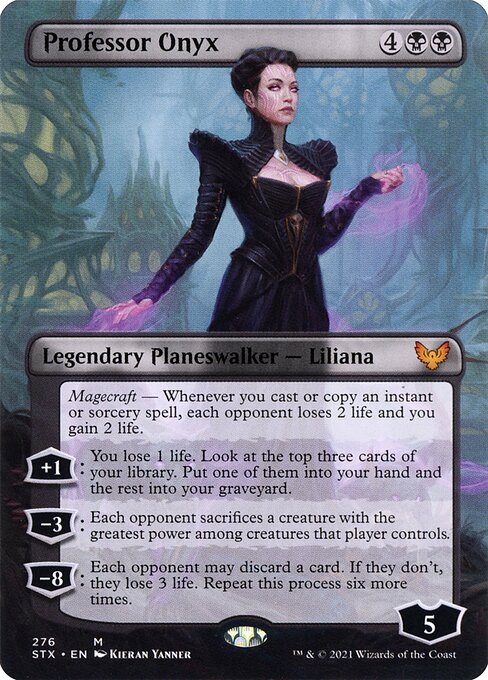 Professor Onyx 4
Legendary Planeswalker — Liliana
Magecraft — Whenever you cast or copy an instant
or sorcery spell, each opponent loses 2 life and you
gain 2 life.
+1: You lose 1 life. Look at the top three cards of
your library. Put one of them into your hand and
the rest into your graveyard.
−3: Each opponent sacrifices a creature with the
greatest power among creatures that player controls.
−8: Each opponent may discard a card. If they don't,
they lose 3 life. Repeat this process six more
times.
5
276 M
STX • EN Kieran Yanner ™ & © 2021 Wizards of the Coast